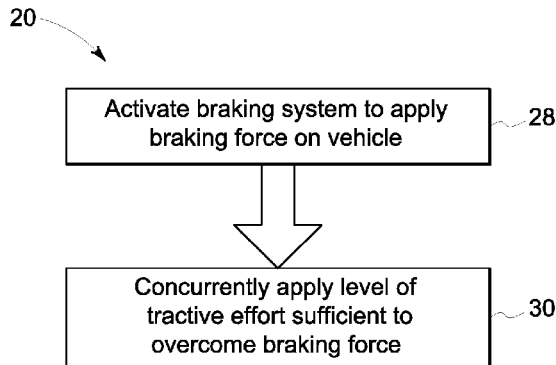 20
Activate braking system to apply
braking force on vehicle
28
Concurrently apply level of
tractive effort sufficient to
overcome braking force
30